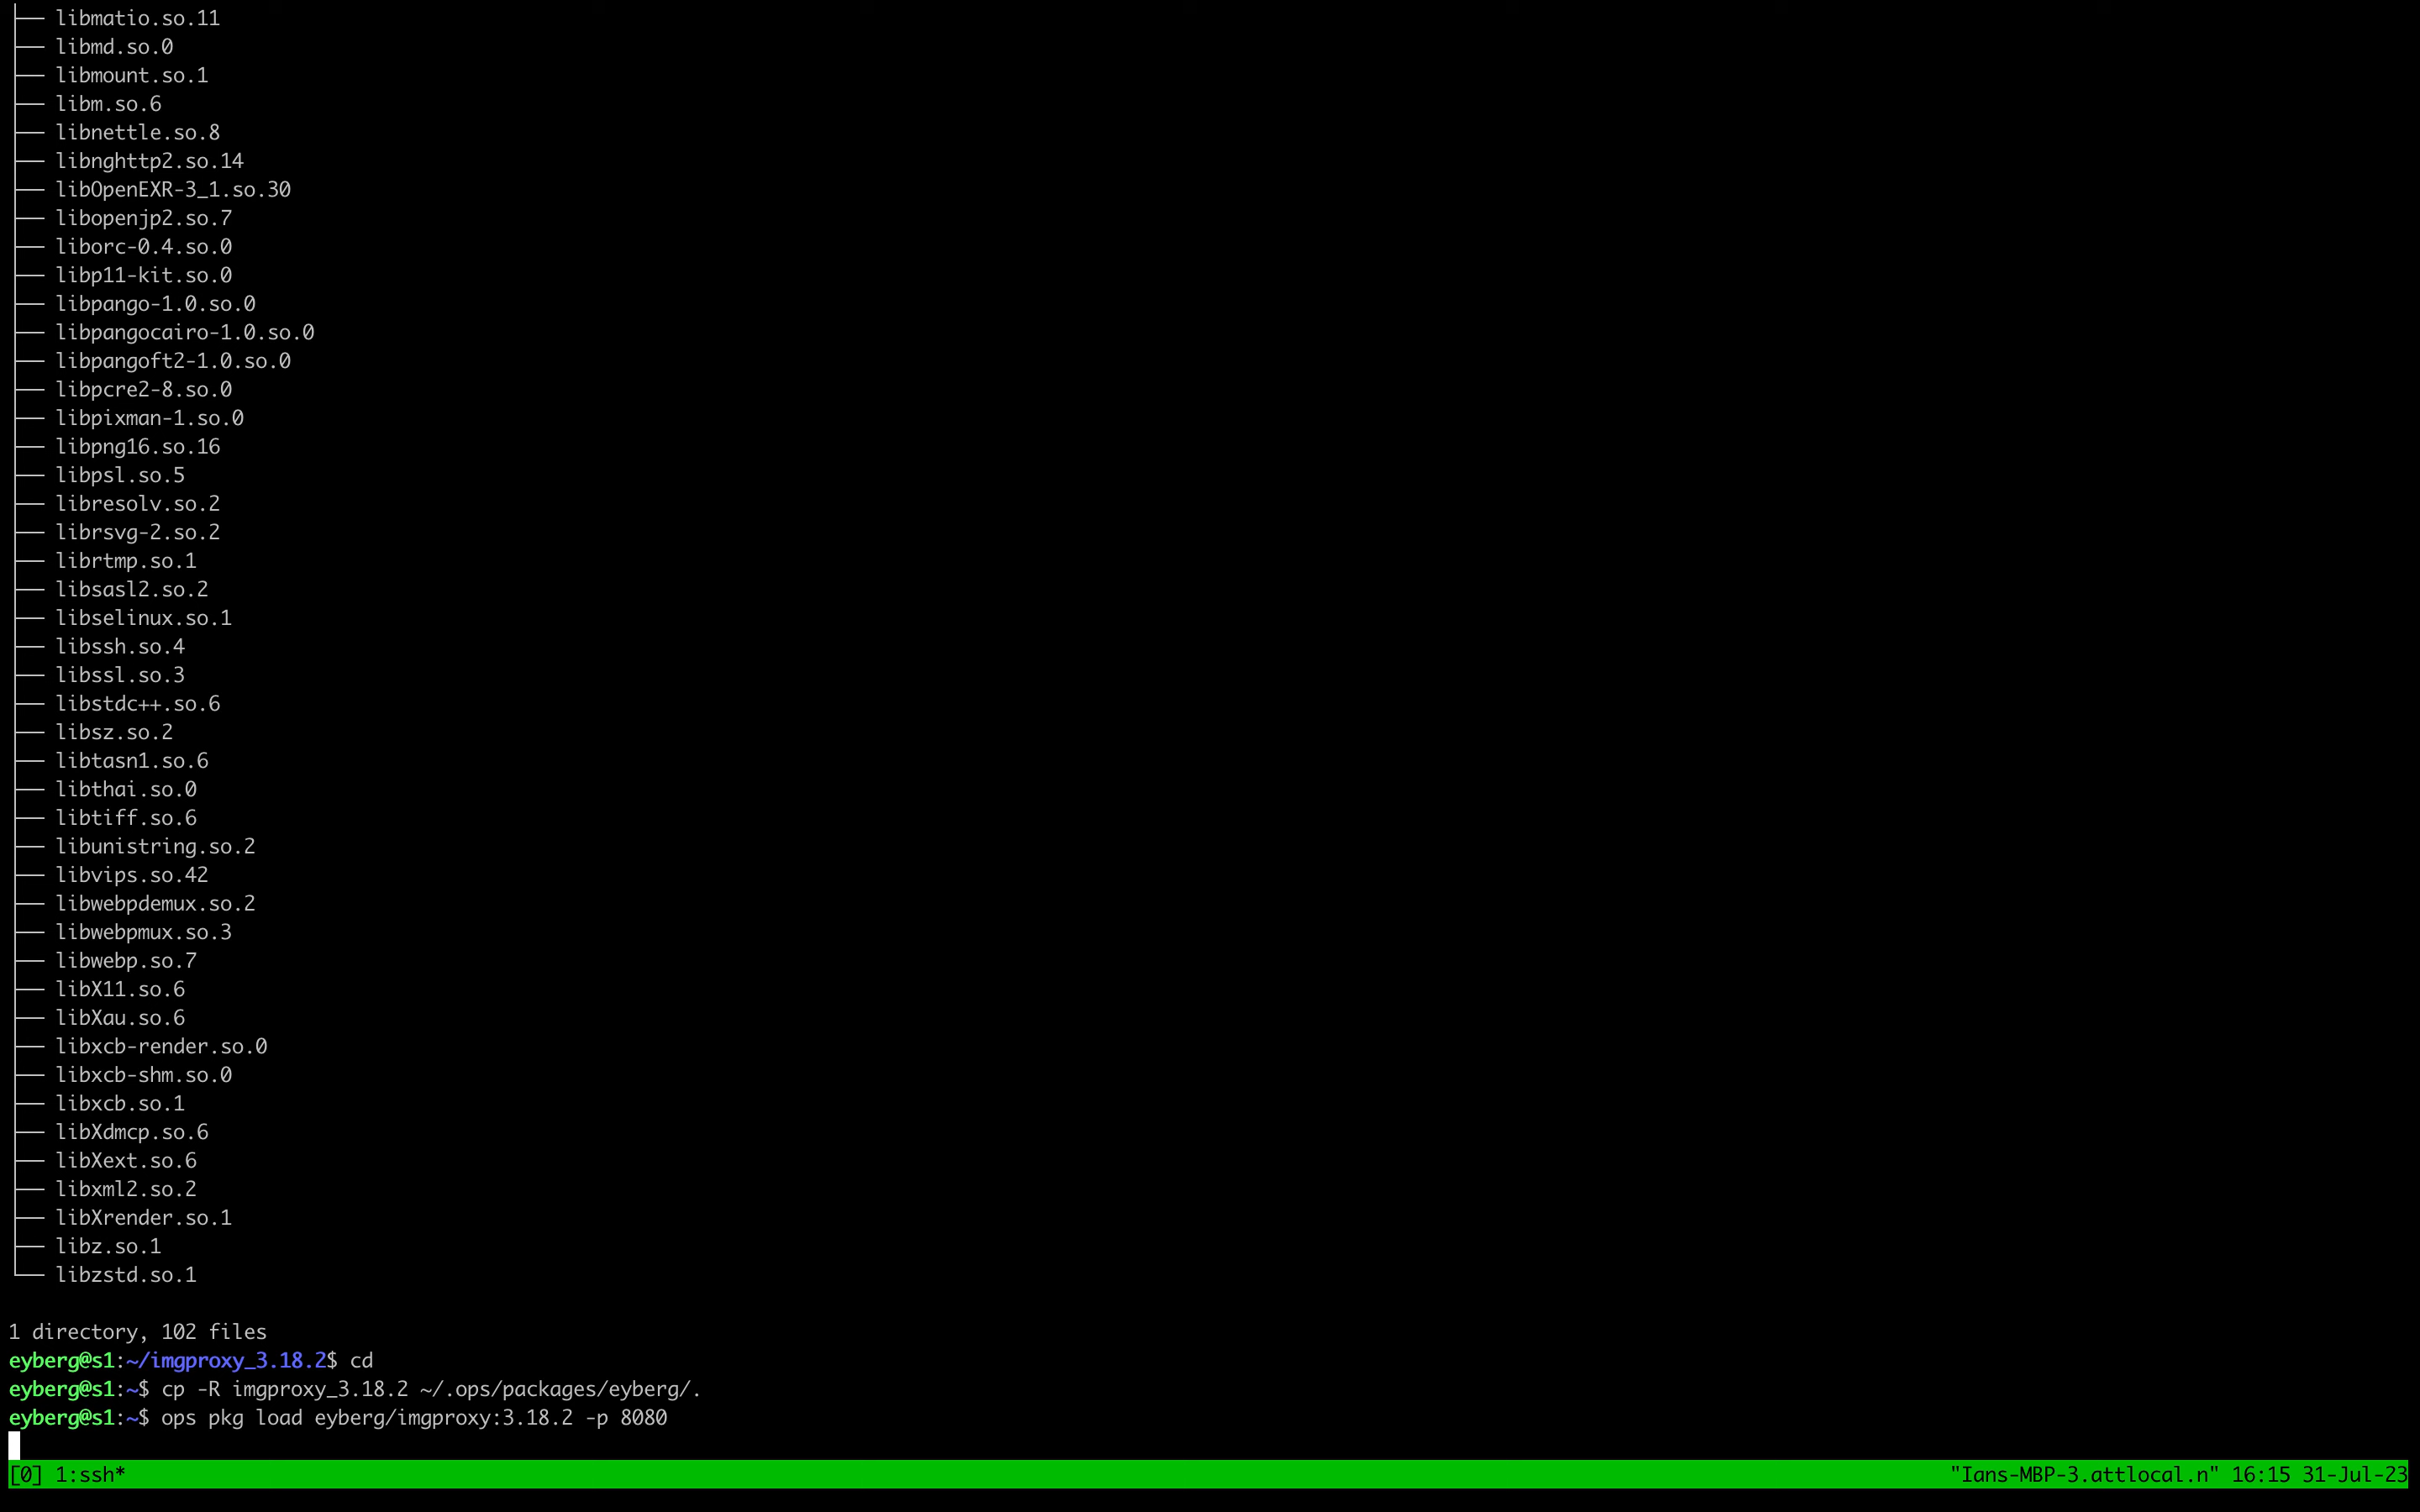 ├── libmatio.so.11
├── libmd.so.0
├── libmount.so.1
├── libm.so.6
├── libnettle.so.8
├── libnghttp2.so.14
├── libOpenEXR-3_1.so.30
├── libopenjp2.so.7
├── liborc-0.4.so.0
├── libp11-kit.so.0
├── libpango-1.0.so.0
├── libpangocairo-1.0.so.0
├── libpangoft2-1.0.so.0
├── libpcre2-8.so.0
├── libpixman-1.so.0
├── libpng16.so.16
├── libpsl.so.5
├── libresolv.so.2
├── librsvg-2.so.2
├── librtmp.so.1
├── libsasl2.so.2
├── libselinux.so.1
├── libssh.so.4
├── libssl.so.3
├── libstdc++.so.6
├── libsz.so.2
├── libtasn1.so.6
├── libthai.so.0
├── libtiff.so.6
├── libunistring.so.2
├── libvips.so.42
├── libwebpdemux.so.2
├── libwebpmux.so.3
├── libwebp.so.7
├── libX11.so.6
├── libXau.so.6
├── libxcb-render.so.0
├── libxcb-shm.so.0
├── libxcb.so.1
├── libXdmcp.so.6
├── libXext.so.6
├── libxml2.so.2
├── libXrender.so.1
├── libz.so.1
└── libzstd.so.1
1 directory, 102 files
eyberg@s1:~/imgproxy_3.18.2$ cd
eyberg@s1:~$ cp -R imgproxy_3.18.2 ~/.ops/packages/eyberg/.
eyberg@s1:~$ ops pkg load eyberg/imgproxy:3.18.2 -p 8080
[0] 1:ssh* "Ians-MBP-3.attlocal.n" 16:15 31-Jul-23